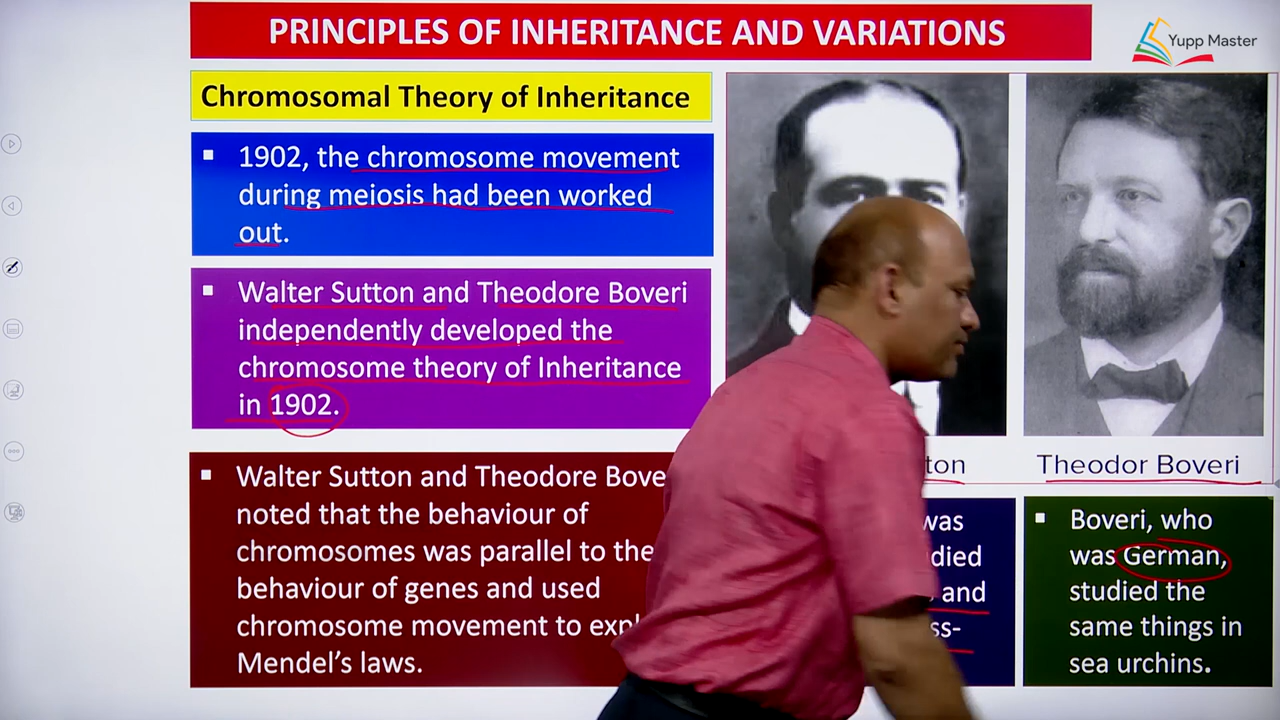 PRINCIPLES OF INHERITANCE AND VARIATIONS
Yupp Master
Chromosomal Theory of Inheritance
1902, the chromosome movement
during meiosis had been worked
out.
Walter Sutton and Theodore Boveri
independently developed the
chromosome theory of Inheritance
in 1902.
Walter Sutton and Theodore Bove
noted that the behaviour of
chromosomes was parallel to the
behaviour of genes and used
chromosome movement to expl
Mendel's laws.
ton
was
died
and
ss-
Theodor Boveri
Boveri, who
was German,
studied the
same things in
sea urchins.